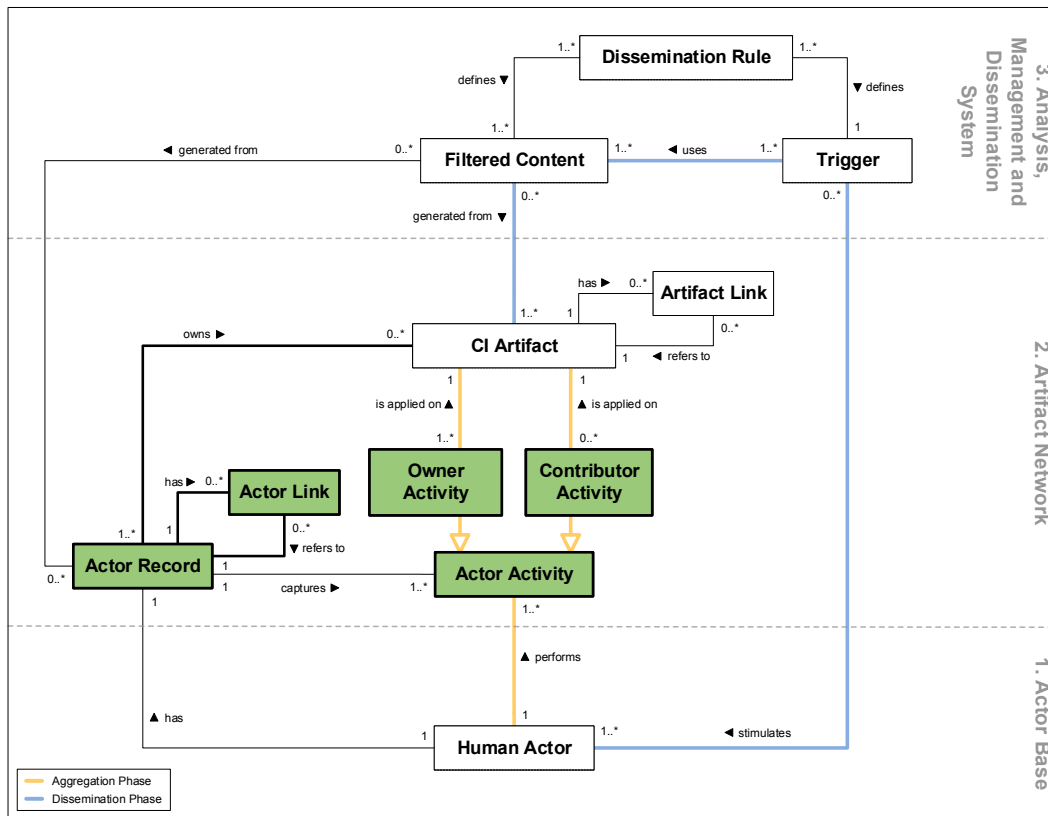 1..*
Dissemination Rule
1..*
defines ▼
▼ defines
1..*
1
◄ generated from
0..*
Filtered Content
1..*
◄ uses
1..*
Trigger
0..*
0..*
generated from ▼
3. Analysis,
Management and
Dissemination
System
has ►
0..*
Artifact Link
1
0..*
1..*
owns ►
0..*
CI Artifact
1
◄ refers to
1
1
is applied on ▲
▲ is applied on
1..*
0..*
Owner
Activity
Contributor
Activity
2. Artifact Network
has ►
0..*
Actor Link
1..*
1
0..*
▼ refers to
Actor Record
1
0..*
1
captures ►
1..*
Actor Activity
1
1..*
▲ performs
▲ has
1
1
Human Actor
1..*
◄ stimulates
1. Actor Base
Aggregation Phase
Dissemination Phase